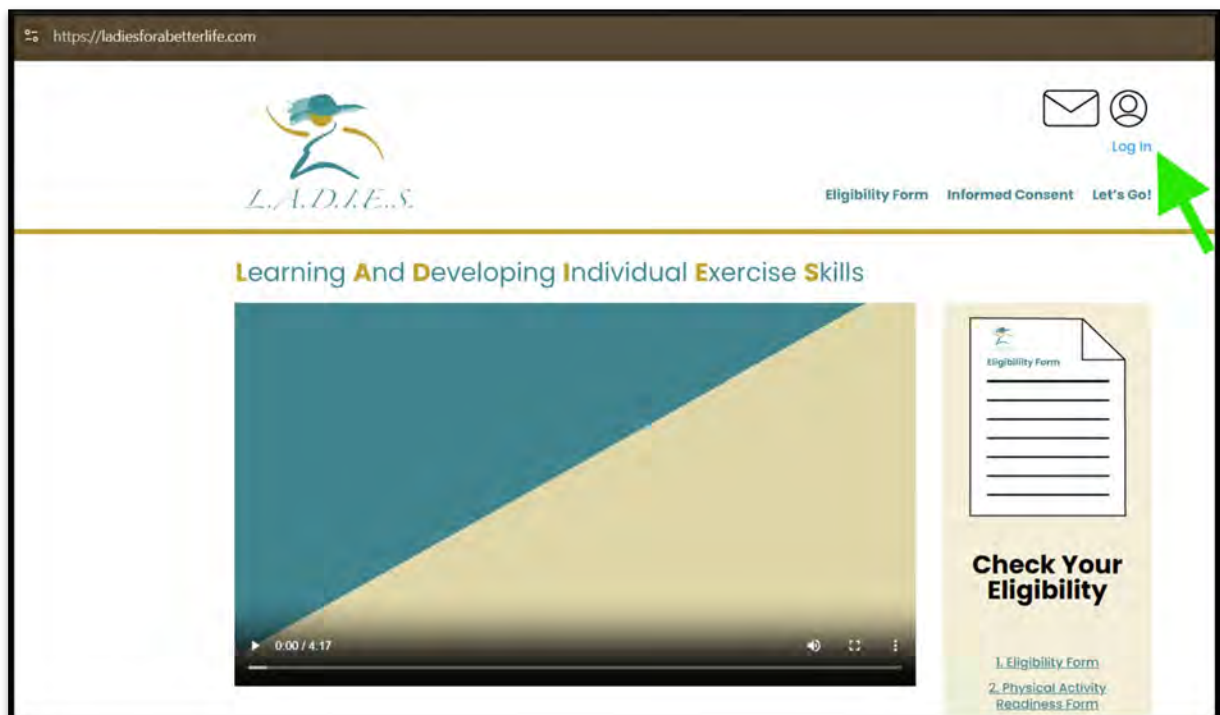 https://ladiesforabetterlife.com
L.A.D.I.E.S.
Log In
Eligibility Form Informed Consent Let's Go!
Learning And Developing Individual Exercise Skills
Eligibility Form
0:00 / 4:17
Check Your
Eligibility
1. Eligibility Form
2. Physical Activity
Readiness Form